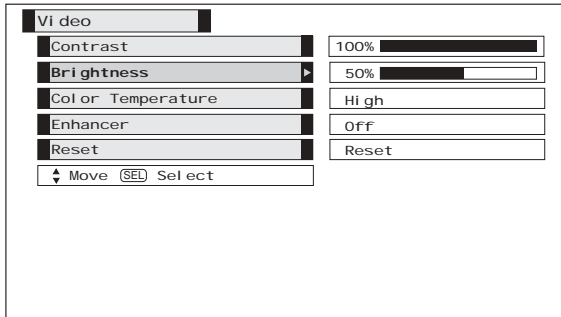 Video
Contrast 100%
Brightness 50%
Color Temperature High
Enhancer Off
Reset Reset
Move SEL Select